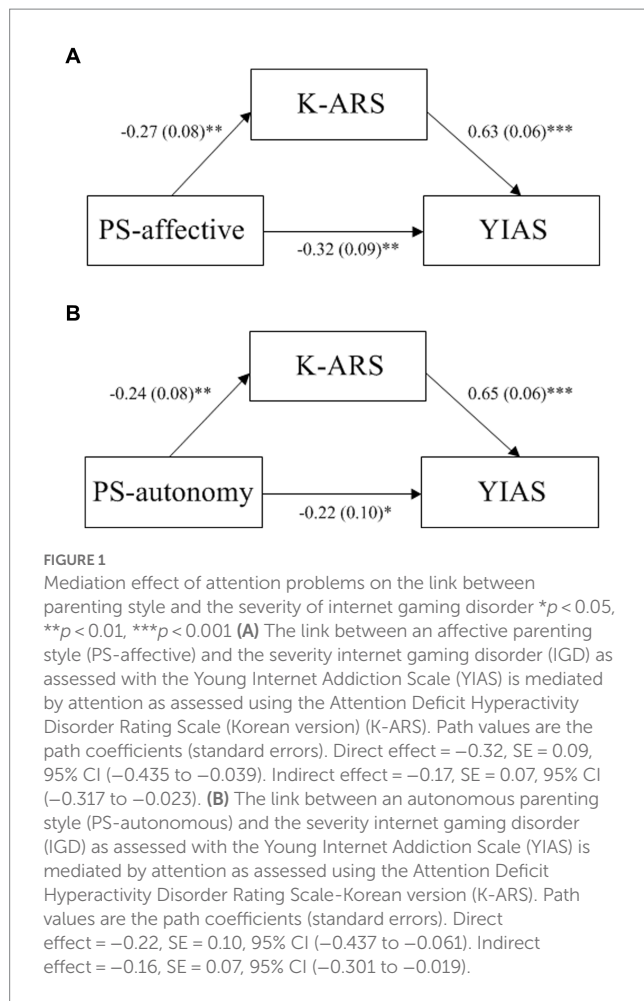 A
K-ARS
-0.27 (0.08)**
0.63 (0.06)***
PS-affective
YIAS
-0.32 (0.09)**
B
K-ARS
-0.24 (0.08)**
0.65 (0.06)***
PS-autonomy
YIAS
-0.22 (0.10)*
FIGURE 1
Mediation effect of attention problems on the link between
parenting style and the severity of internet gaming disorder *p < 0.05,
**p < 0.01, ***p < 0.001 (A) The link between an affective parenting
style (PS-affective) and the severity internet gaming disorder (IGD) as
assessed with the Young Internet Addiction Scale (YIAS) is mediated
by attention as assessed using the Attention Deficit Hyperactivity
Disorder Rating Scale (Korean version) (K-ARS). Path values are the
path coefficients (standard errors). Direct effect = −0.32, SE = 0.09,
95% CI (−0.435 to −0.039). Indirect effect = −0.17, SE = 0.07, 95% CI
(−0.317 to −0.023). (B) The link between an autonomous parenting
style (PS-autonomous) and the severity internet gaming disorder
(IGD) as assessed with the Young Internet Addiction Scale (YIAS) is
mediated by attention as assessed using the Attention Deficit
Hyperactivity Disorder Rating Scale-Korean version (K-ARS). Path
values are the path coefficients (standard errors). Direct
effect = −0.22, SE = 0.10, 95% CI (−0.437 to −0.061). Indirect
effect = −0.16, SE = 0.07, 95% CI (−0.301 to −0.019).